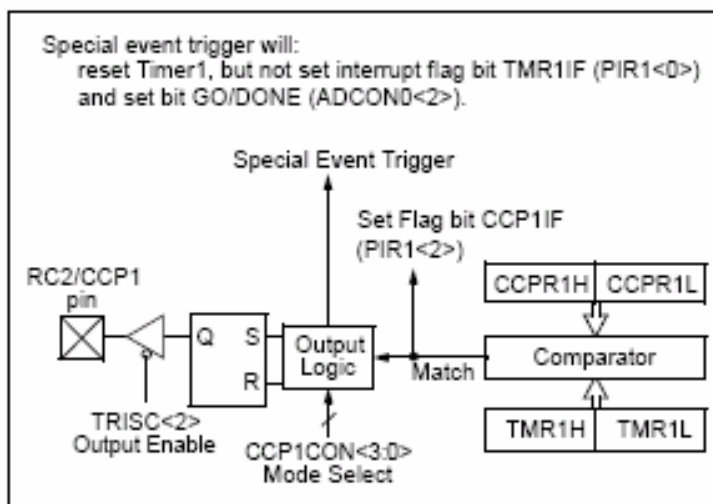 Special event trigger will:
reset Timer1, but not set interrupt flag bit TMR1IF (PIR1<0>)
and set bit GO/DONE (ADCON0<2>).
Special Event Trigger
Set Flag bit CCP1IF
(PIR1<2>)
RC2/CCP1
pin
CCPR1H CCPR1L
Q S
R
Output
Logic
Match
Comparator
TRISC<2>
Output Enable
CCP1CON<3:0>
Mode Select
TMR1H TMR1L